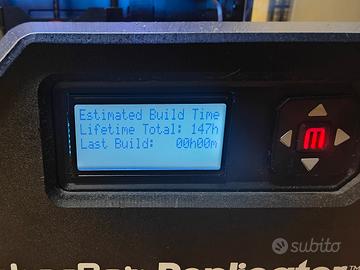 Estimated Build Time
Lifetime Total: 147h
Last Build: 00h00m
M
subito